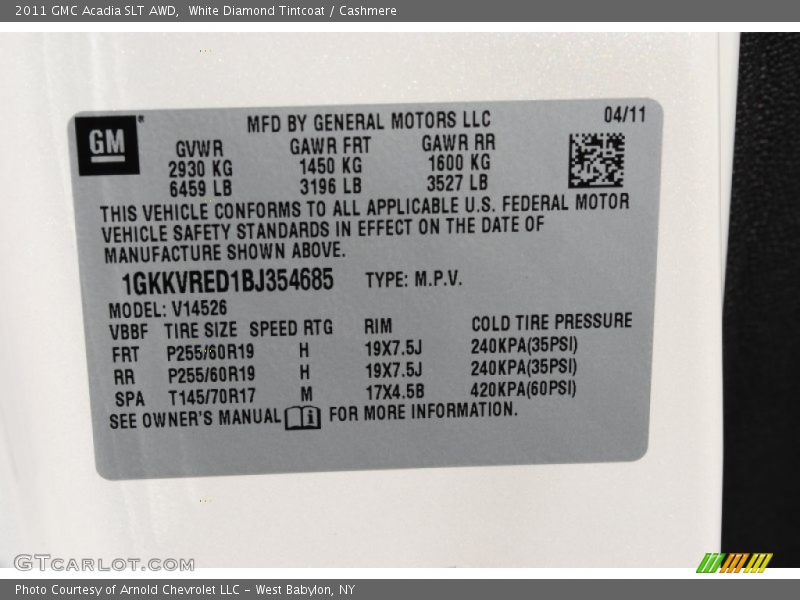 2011 GMC Acadia SLT AWD,  White Diamond Tintcoat / Cashmere
GM
MFD BY GENERAL MOTORS LLC
04/11
GVWR GAWR FRT GAWR RR
2930 KG 1450 KG 1600 KG
6459 LB 3196 LB 3527 LB
THIS VEHICLE CONFORMS TO ALL APPLICABLE U.S. FEDERAL MOTOR
VEHICLE SAFETY STANDARDS IN EFFECT ON THE DATE OF
MANUFACTURE SHOWN ABOVE.
1GKKVRED1BJ354685 TYPE: M.P.V.
MODEL: V14526
VBBF TIRE SIZE SPEED RTG RIM COLD TIRE PRESSURE
FRT P255/60R19 H 19X7.5J 240KPA(35PSI)
RR P255/60R19 H 19X7.5J 240KPA(35PSI)
SPA T145/70R17 M 17X4.5B 420KPA(60PSI)
SEE OWNER'S MANUAL FOR MORE INFORMATION.
GTCarLot.com
Photo Courtesy of Arnold Chevrolet LLC - West Babylon, NY